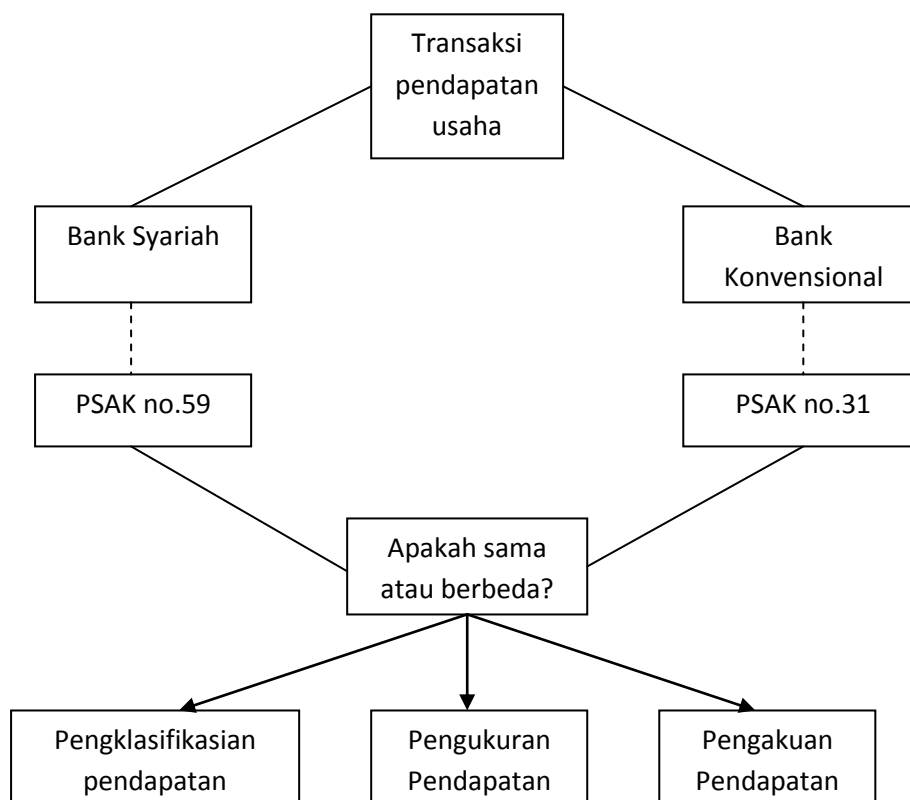 Transaksi
pendapatan
usaha
Bank Syariah
Bank
Konvensional
PSAK no.59
PSAK no.31
Apakah sama
atau berbeda?
Pengklasifikasian
pendapatan
Pengukuran
Pendapatan
Pengakuan
Pendapatan